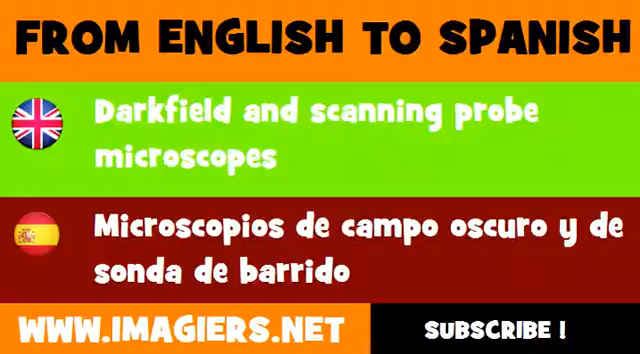 FROM ENGLISH TO SPANISH
Darkfield and scanning probe
microscopes
Microscopios de campo oscuro y de
sonda de barrido
WWW.IMAGIERS.NET
SUBSCRIBE !